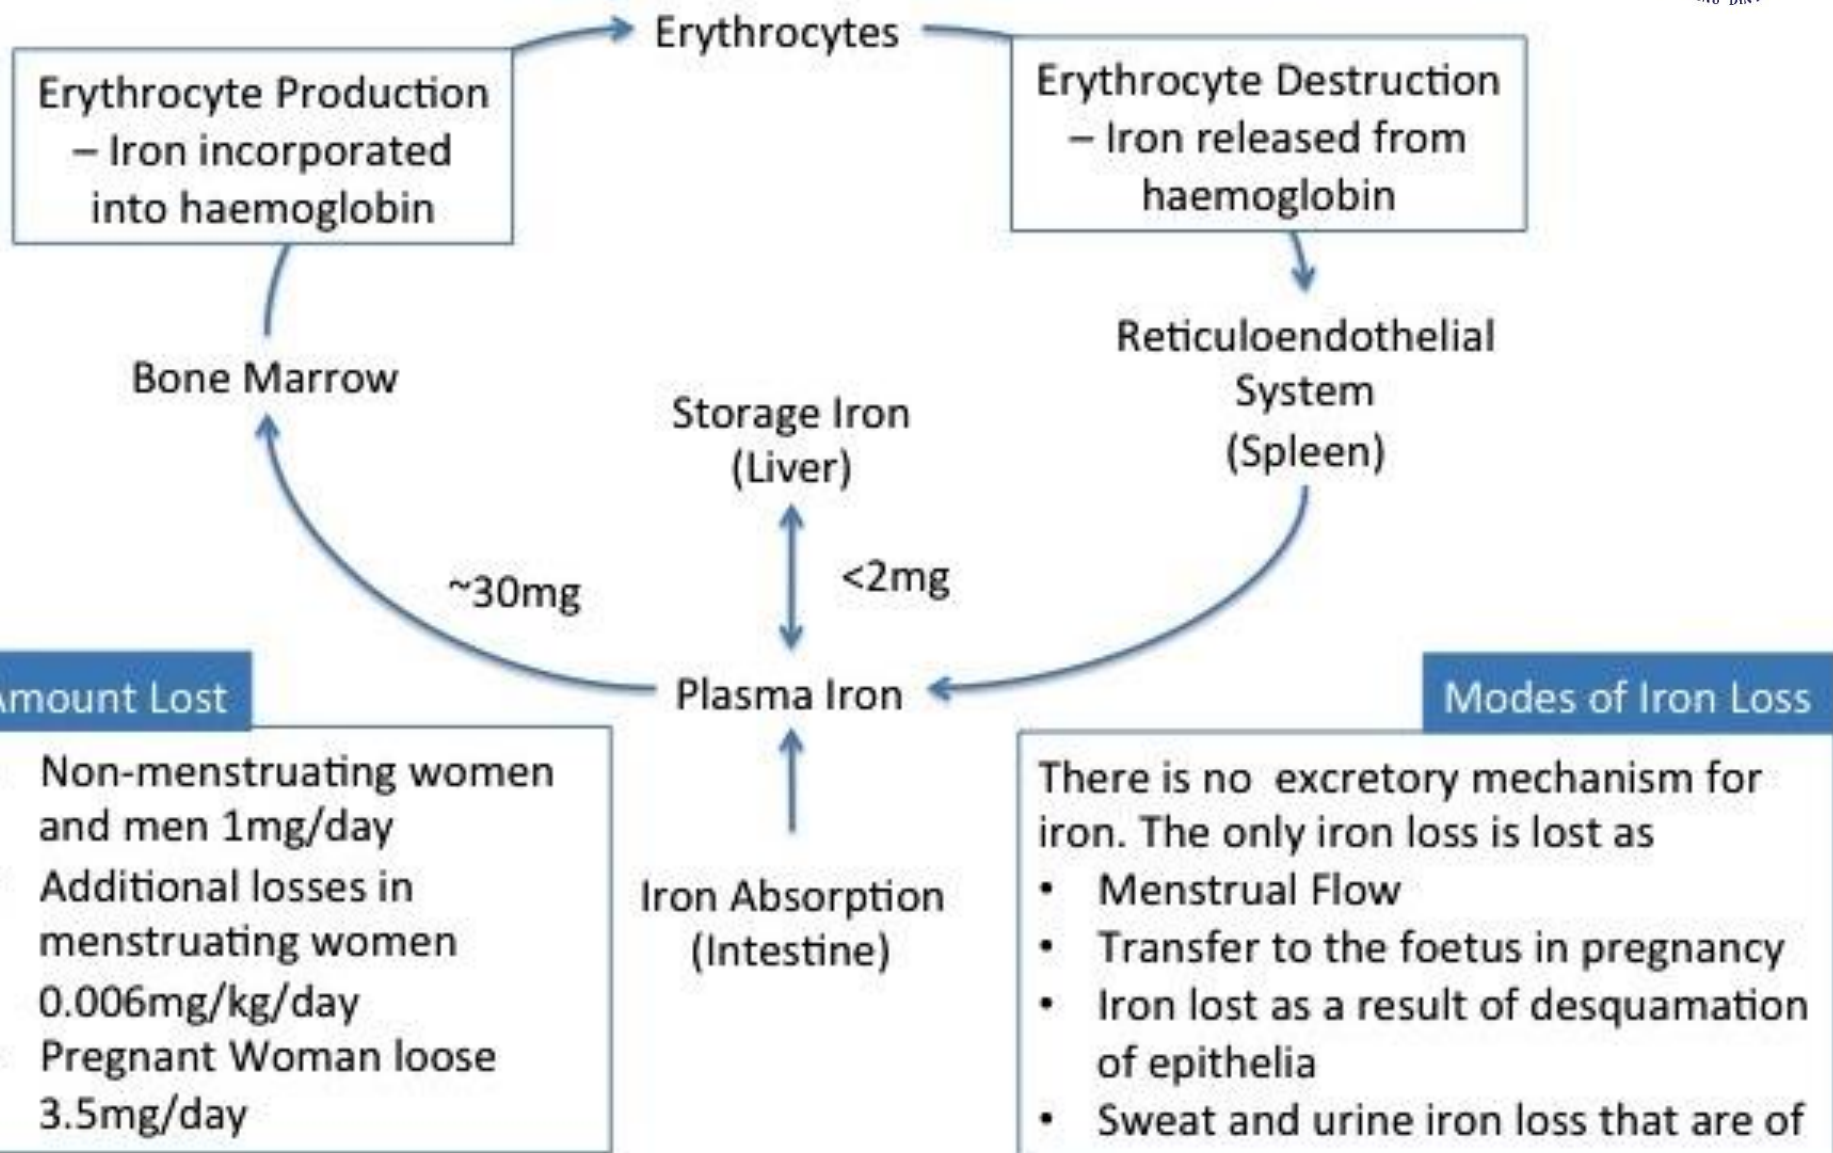 Erythrocytes
Erythrocyte Production
– Iron incorporated
into haemoglobin
Erythrocyte Destruction
– Iron released from
haemoglobin
Bone Marrow
Reticuloendothelial
System
(Spleen)
Storage Iron
(Liver)
~30mg
<2mg
Plasma Iron
Iron Absorption
(Intestine)
Amount Lost
Non-menstruating women
and men 1mg/day
Additional losses in
menstruating women
0.006mg/kg/day
Pregnant Woman loose
3.5mg/day
Modes of Iron Loss
There is no excretory mechanism for
iron. The only iron loss is lost as
• Menstrual Flow
• Transfer to the foetus in pregnancy
• Iron lost as a result of desquamation
of epithelia
• Sweat and urine iron loss that are of